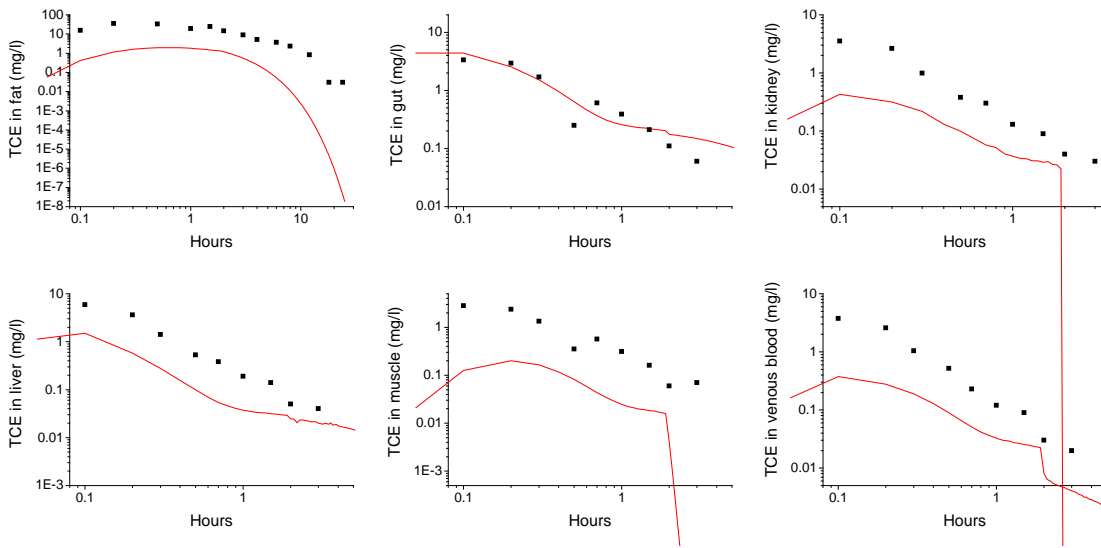 TCE in fat (mg/l)
100
10
1
0.1
0.01
1E-3
1E-4
1E-5
1E-6
1E-7
1E-8
0.1
1
10
Hours
TCE in gut (mg/l)
10
1
0.1
0.01
0.1
1
Hours
TCE in kidney (mg/l)
10
1
0.1
0.01
0.1
1
Hours
TCE in liver (mg/l)
10
1
0.1
0.01
1E-3
0.1
1
Hours
TCE in muscle (mg/l)
1
0.1
0.01
1E-3
0.1
1
Hours
TCE in venous blood (mg/l)
10
1
0.1
0.01
0.1
1
Hours